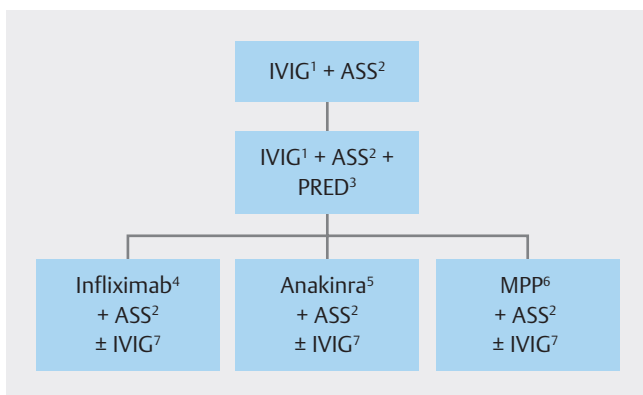 IVIG¹ + ASS²
IVIG¹ + ASS² +
PRED³
Infliximab⁴
+ ASS²
± IVIG⁷
Anakinra⁵
+ ASS²
± IVIG⁷
MPP⁶
+ ASS²
± IVIG⁷